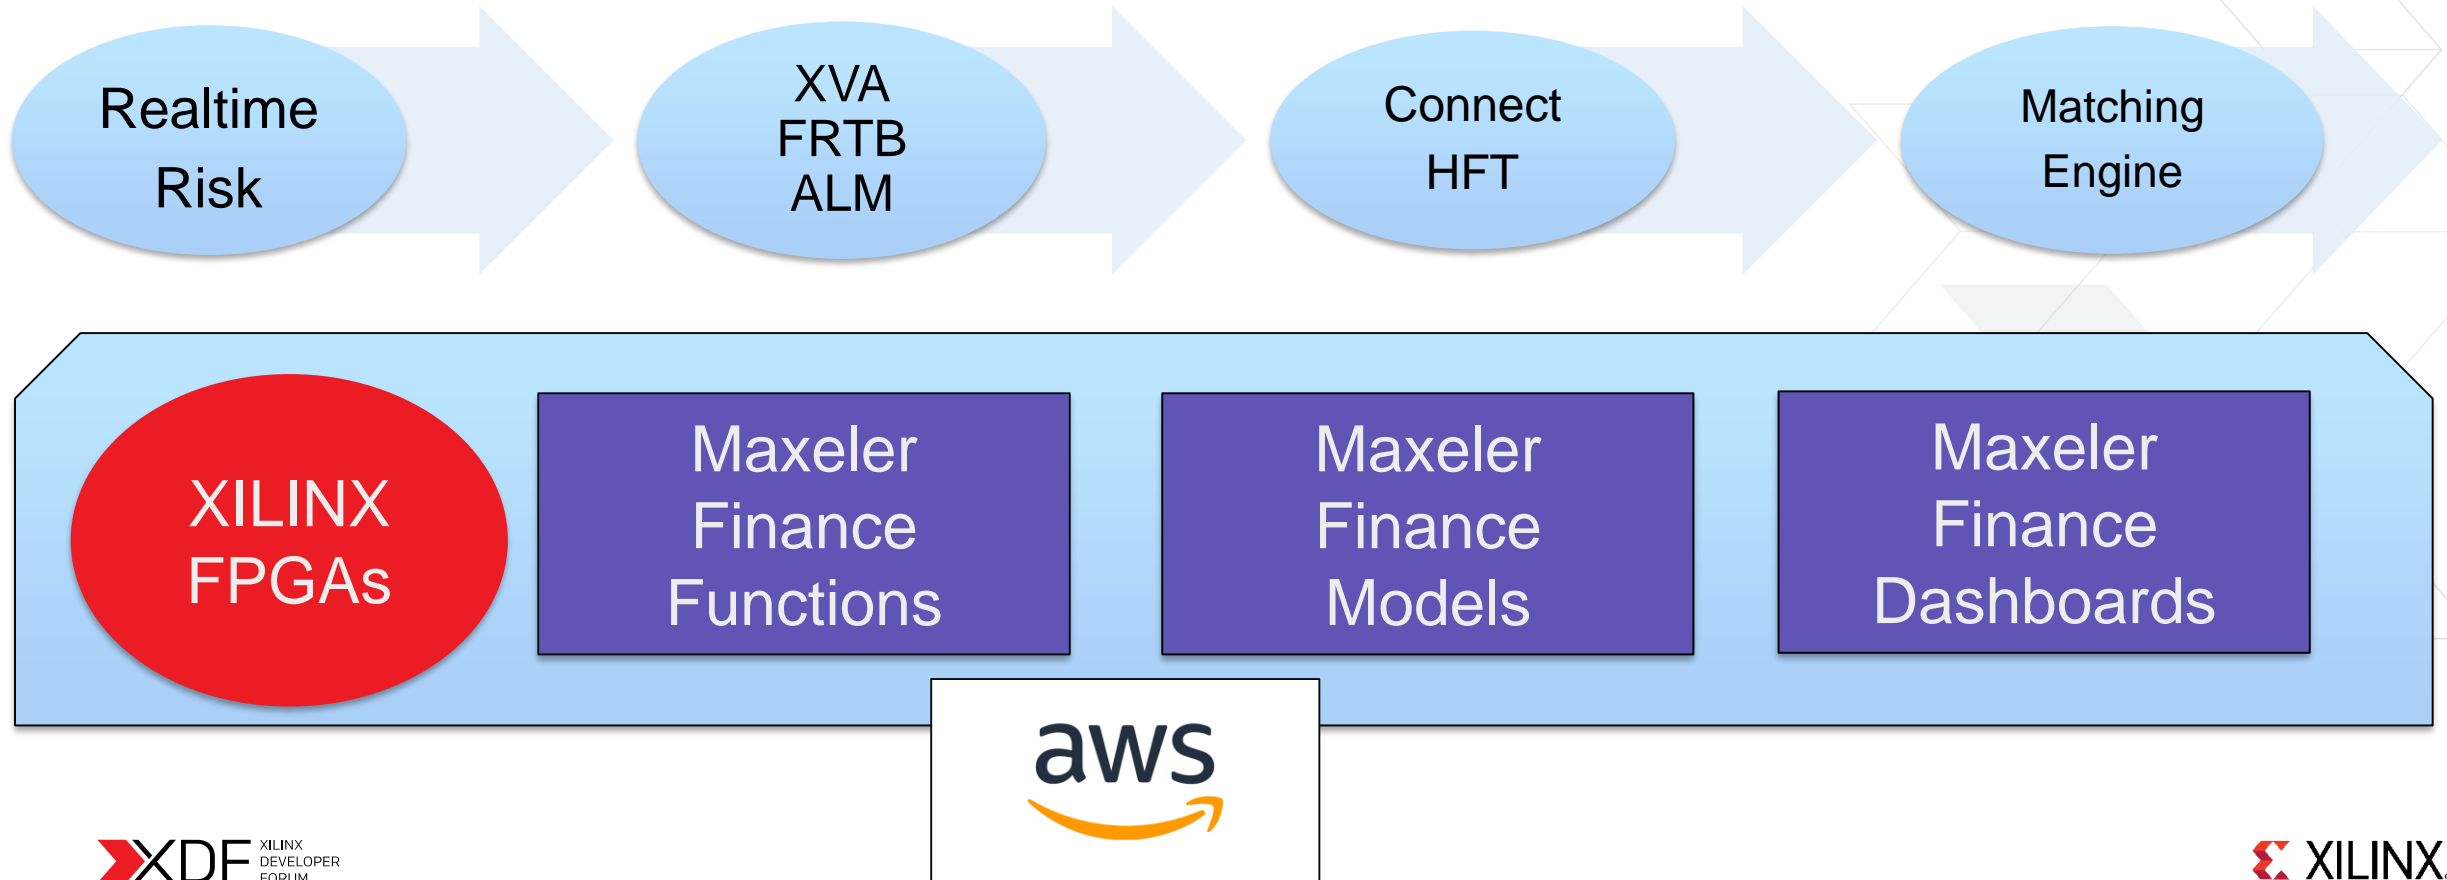 Realtime
Risk
XVA
FRTB
ALM
Connect
HFT
Matching
Engine
XILINX
FPGAs
Maxeler
Finance
Functions
Maxeler
Finance
Models
Maxeler
Finance
Dashboards
aws
XDF
XILINX
DEVELOPER
FORUM
XILINX